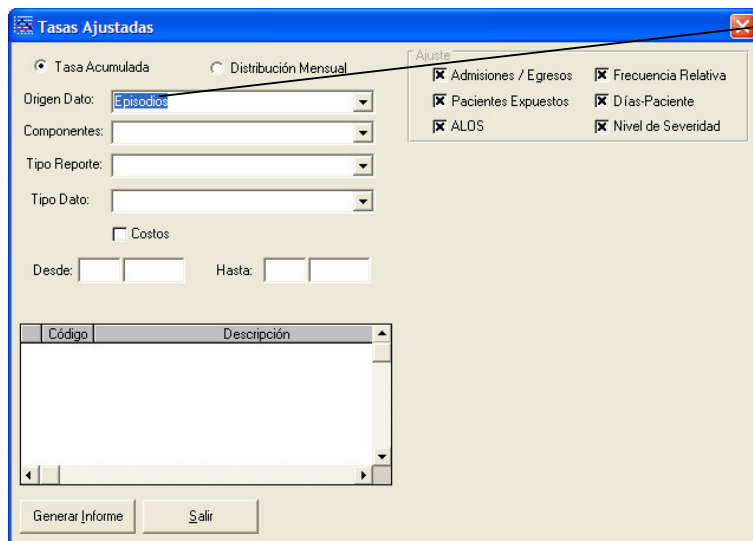 Tasas Ajustadas
Tasa Acumulada
Distribución Mensual
Origen Dato:
Episodios
Componentes:
Tipo Reporte:
Tipo Dato:
Costos
Desde:
Hasta:
Ajuste
Admisiones / Egresos
Frecuencia Relativa
Pacientes Expuestos
Días-Paciente
ALOS
Nivel de Severidad
Código
Descripción
Generar Informe
Salir